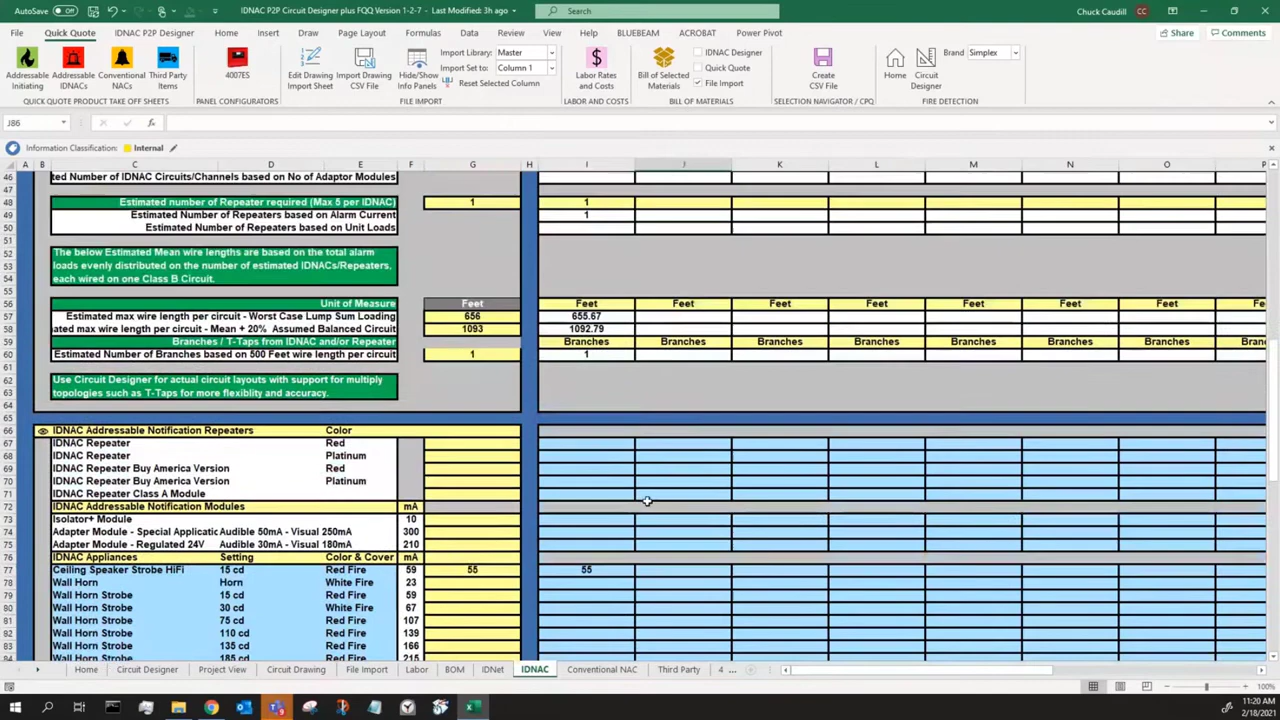 AutoSave Off IDNAC P2P Circuit Designer plus FQQ Version 1-2-7 - Last Modified: 3h ago Search Chuck Caudill CC
File Quick Quote IDNAC P2P Designer Home Insert Draw Page Layout Formulas Data Review View Help BLUEBEAM ACROBAT Power Pivot Share Comments
Addressable Initiating
Addressable IDNACs
Conventional NACs
Third Party Items
4007ES
Edit Drawing Import Sheet
Import Drawing CSV File
Hide/Show Info Panels
Import Library: Master
Import Set: Column 1
Reset Selected Column
Labor Rates and Costs
Bill of Selected Materials
IDNAC Designer
Quick Quote
File Import
Create CSV File
Home
Circuit Designer
Brand Simplex
QUICK QUOTE PRODUCT TAKE OFF SHEETS PANEL CONFIGURATORS FILE IMPORT LABOR AND COSTS BILL OF MATERIALS SELECTION NAVIGATOR / CPQ FIRE DETECTION
J86 fx
Information Classification: Internal
A B C D E F G H I J K L M N O P
46 ted Number of IDNAC Circuits/Channels based on No of Adaptor Modules
47
48 Estimated number of Repeater required (Max 5 per IDNAC) 1 1
49 Estimated Number of Repeaters based on Alarm Current 1
50 Estimated Number of Repeaters based on Unit Loads
51
52 The below Estimated Mean wire lengths are based on the total alarm
53 loads evenly distributed on the number of estimated IDNACs/Repeaters,
54 each wired on one Class B Circuit.
55
56 Unit of Measure Feet Feet Feet Feet Feet Feet Feet Feet Fe
57 Estimated max wire length per circuit - Worst Case Lump Sum Loading 656 655.67
58 ated max wire length per circuit - Mean + 20% Assumed Balanced Circuit 1093 1092.79
59 Branches / T-Taps from IDNAC and/or Repeater Branches Branches Branches Branches Branches Branches Branches Branc
60 Estimated Number of Branches based on 500 Feet wire length per circuit 1 1
61
62 Use Circuit Designer for actual circuit layouts with support for multiply
63 topologies such as T-Taps for more flexiblity and accuracy.
64
65
66 IDNAC Addressable Notification Repeaters Color
67 IDNAC Repeater Red
68 IDNAC Repeater Platinum
69 IDNAC Repeater Buy America Version Red
70 IDNAC Repeater Buy America Version Platinum
71 IDNAC Repeater Class A Module
72 IDNAC Addressable Notification Modules mA
73 Isolator+ Module 10
74 Adapter Module - Special Applicatic Audible 50mA - Visual 250mA 300
75 Adapter Module - Regulated 24V Audible 30mA - Visual 180mA 210
76 IDNAC Appliances Setting Color & Cover mA
77 Ceiling Speaker Strobe HiFi 15 cd Red Fire 59 55 55
78 Wall Horn Horn White Fire 23
79 Wall Horn Strobe 15 cd Red Fire 59
80 Wall Horn Strobe 30 cd White Fire 67
81 Wall Horn Strobe 75 cd Red Fire 107
82 Wall Horn Strobe 110 cd Red Fire 139
83 Wall Horn Strobe 135 cd Red Fire 166
84 Wall Horn Strobe 185 cd Red Fire 215
Home Circuit Designer Project View Circuit Drawing File Import Labor BOM IDNet IDNAC Conventional NAC Third Party 4 ...
100%
11:20 AM
2/18/2021